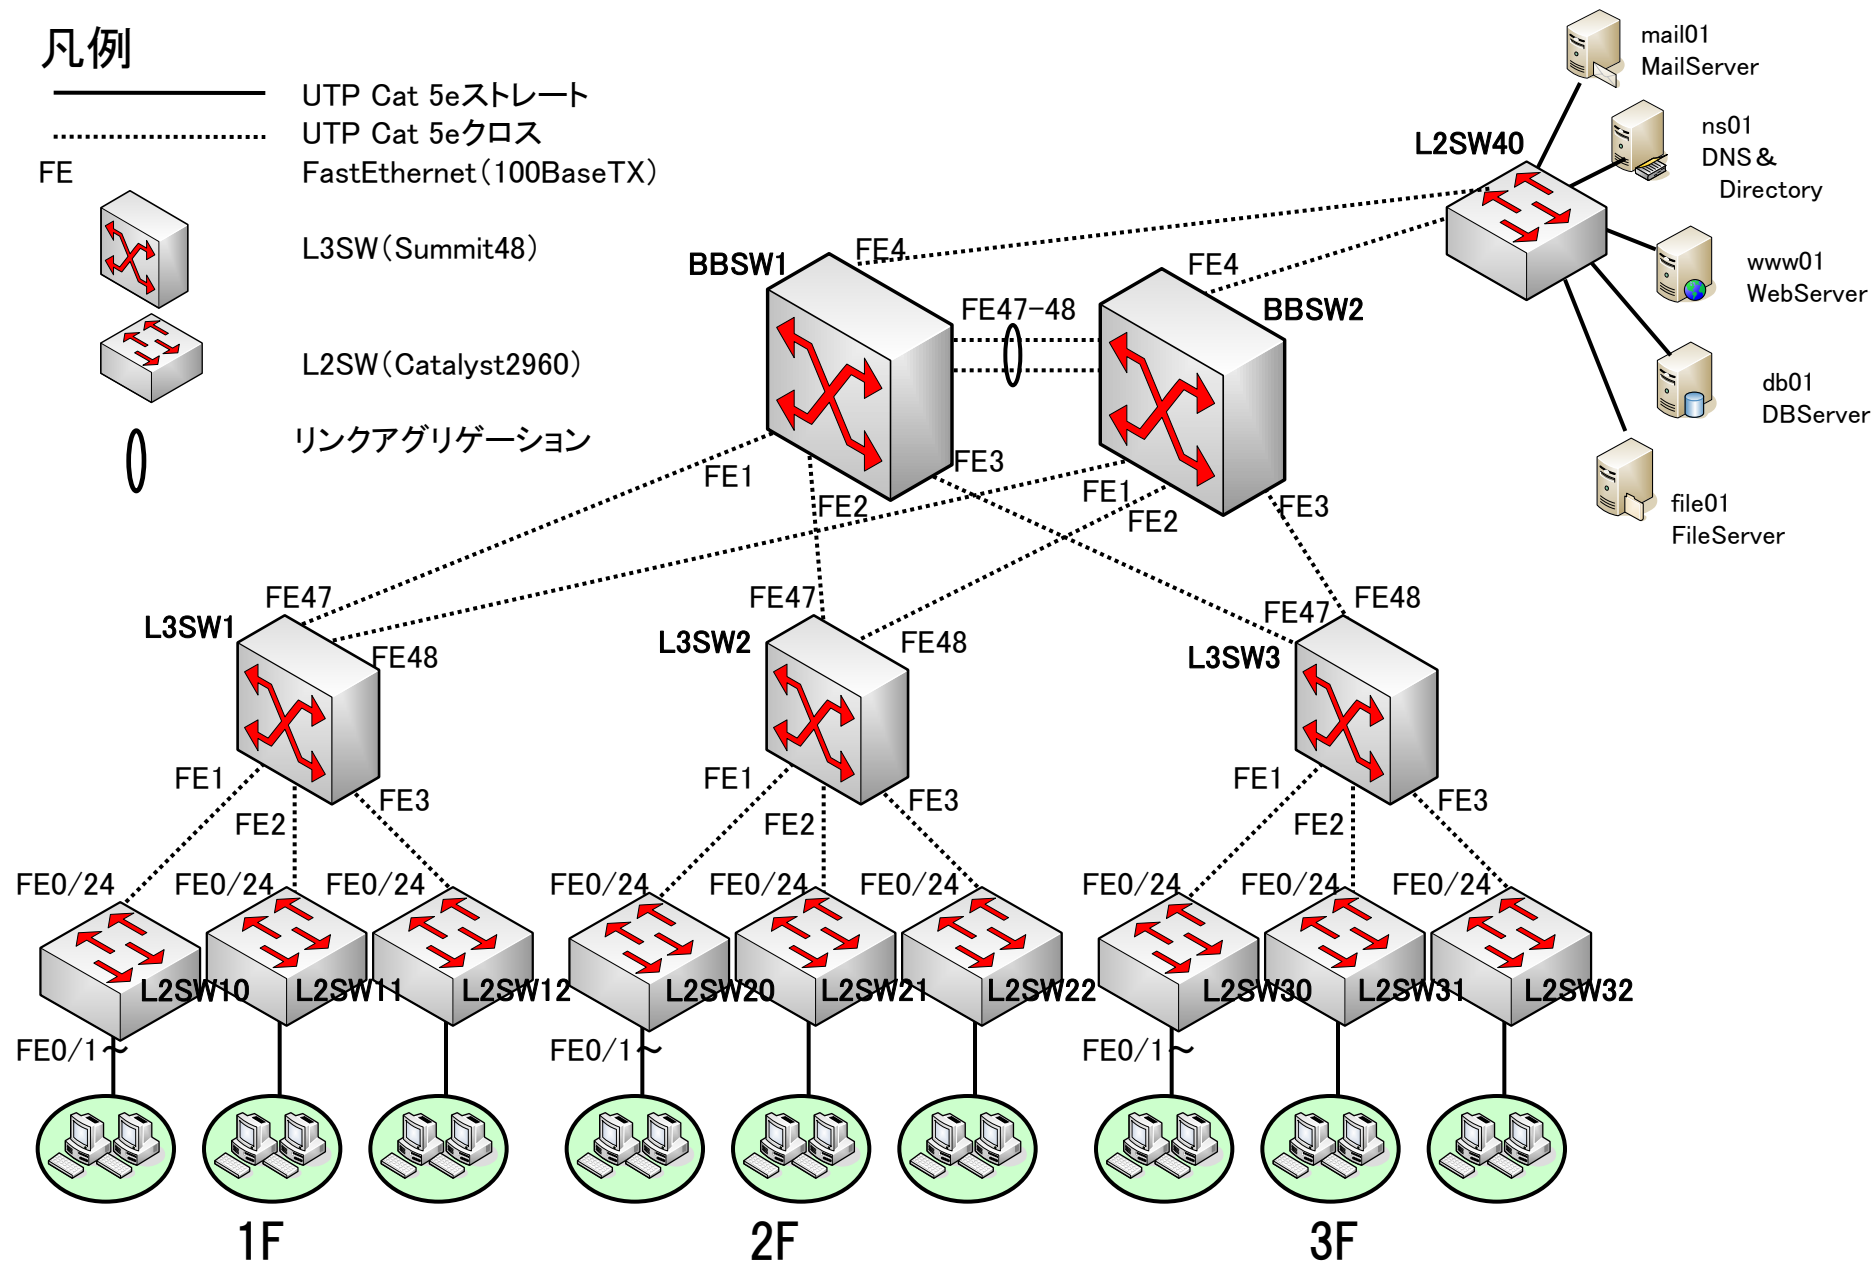 凡例
UTP Cat 5eストレート
UTP Cat 5eクロス
FE
FastEthernet（100BaseTX）
L3SW（Summit48）
L2SW（Catalyst2960）
リンクアグリゲーション
mail01
MailServer
ns01
DNS＆
Directory
L2SW40
www01
WebServer
db01
DBServer
file01
FileServer
BBSW1
FE4
FE4
BBSW2
FE47-48
FE1
FE2
FE3
FE1
FE2
FE3
FE47
L3SW1
FE48
FE47
L3SW2
FE48
FE47
FE48
L3SW3
FE1
FE2
FE3
FE1
FE2
FE3
FE1
FE2
FE3
FE0/24
FE0/24
FE0/24
FE0/24
FE0/24
FE0/24
FE0/24
FE0/24
FE0/24
L2SW10
L2SW11
L2SW12
L2SW20
L2SW21
L2SW22
L2SW30
L2SW31
L2SW32
FE0/1～
FE0/1～
FE0/1～
1F
2F
3F